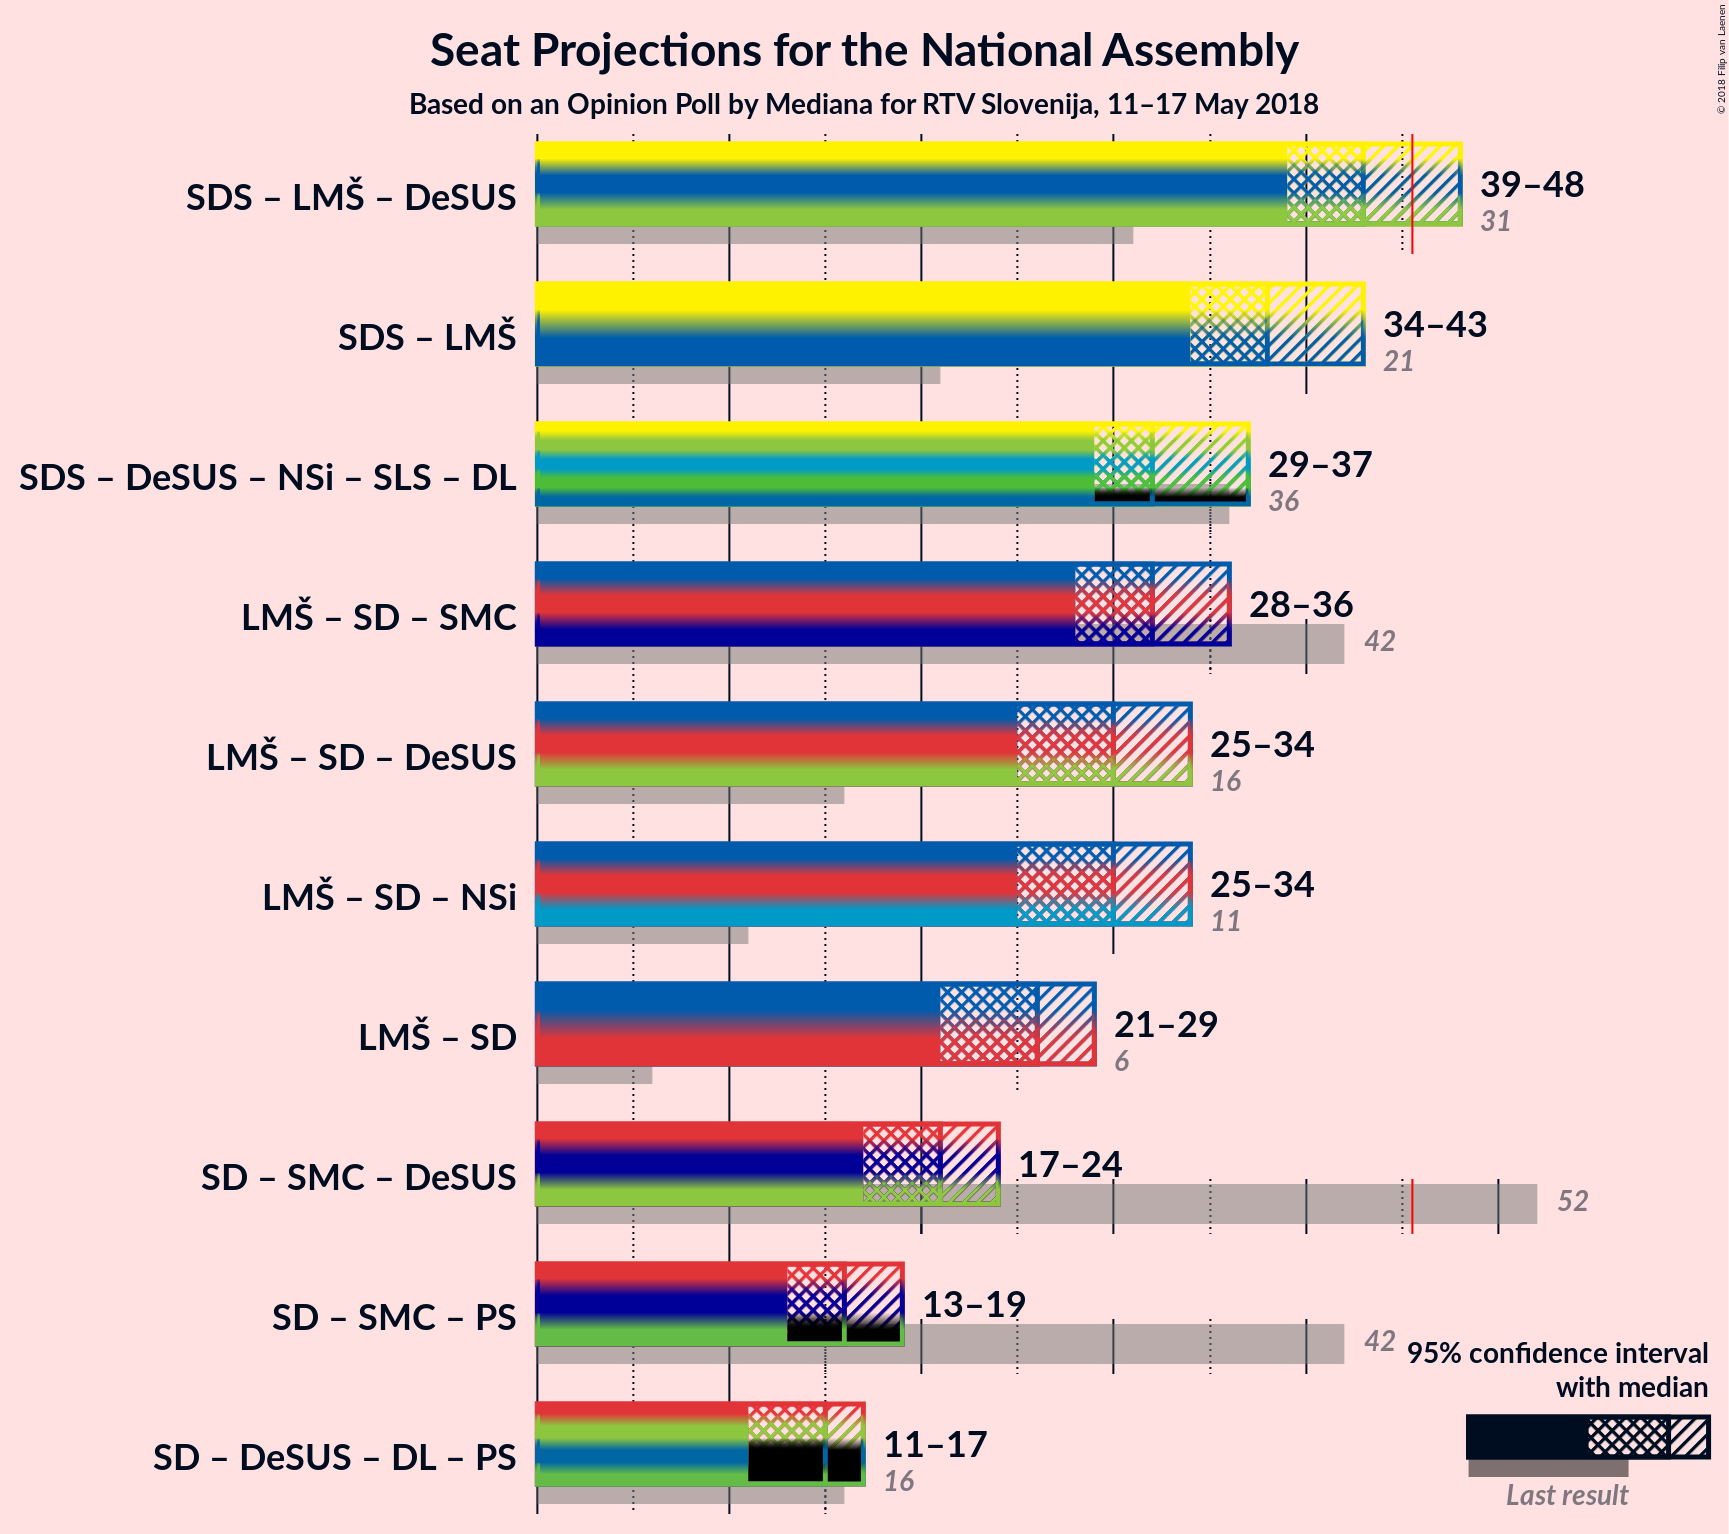 Seat Projections for the National Assembly
Based on an Opinion Poll by Mediana for RTV Slovenija, 11–17 May 2018
© 2018 Filip van Laenen
SDS – LMŠ – DeSUS
39–48
31
SDS – LMŠ
34–43
21
SDS – DeSUS – NSi – SLS – DL
29–37
36
LMŠ – SD – SMC
28–36
42
LMŠ – SD – DeSUS
25–34
16
LMŠ – SD – NSi
25–34
11
LMŠ – SD
21–29
6
SD – SMC – DeSUS
17–24
52
SD – SMC – PS
13–19
42
SD – DeSUS – DL – PS
11–17
16
95% confidence interval
with median
Last result